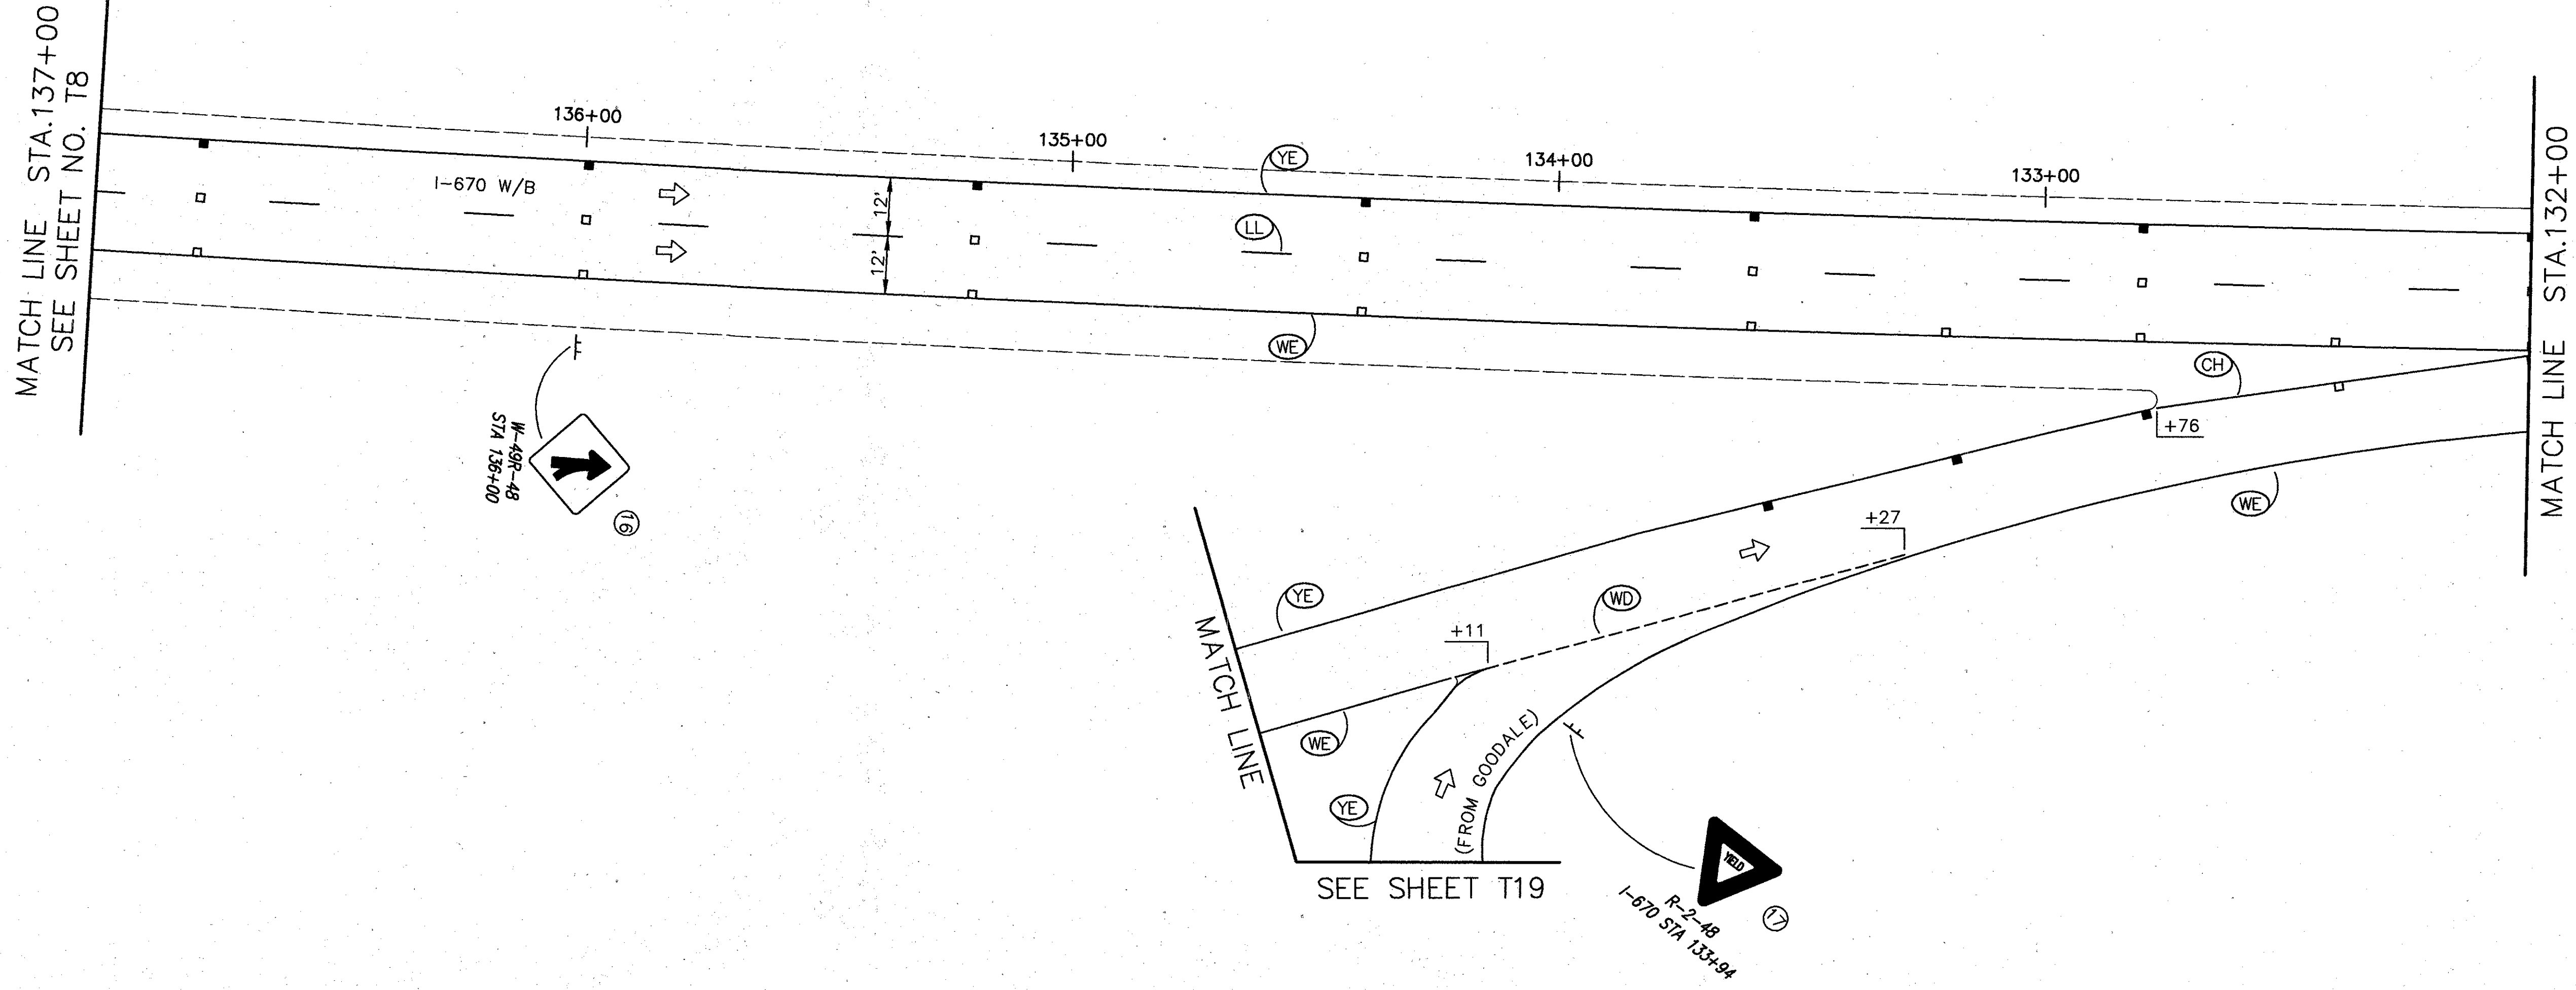 MATCH LINE STA.137+00
SEE SHEET NO. T8
136+00
135+00
134+00
133+00
I-670 W/B
12'
12'
YE
LL
WE
CH
+76
WE
W-49R-48
STA 136+00
16
+27
WD
YE
+11
MATCH LINE
WE
YE
(FROM GOODALE)
SEE SHEET T19
YIELD
R-2-48
I-670 STA 133+94
17
MATCH LINE STA.132+00